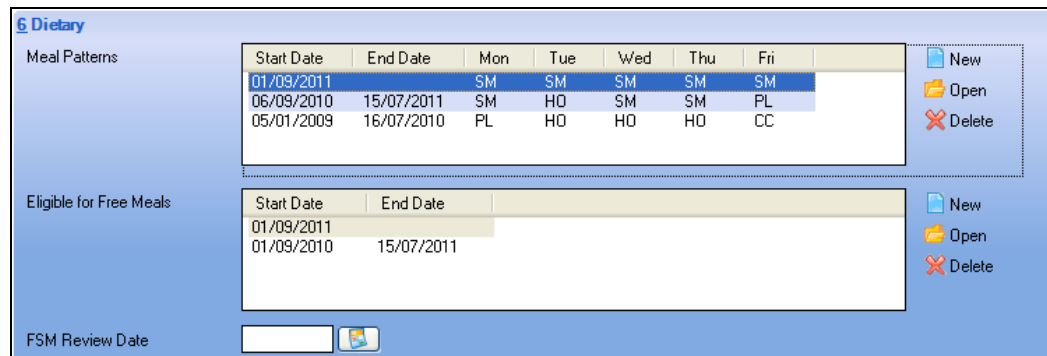 6 Dietary
Meal Patterns
Start Date End Date Mon Tue Wed Thu Fri
01/09/2011 SM SM SM SM SM
06/09/2010 15/07/2011 SM HO SM SM PL
05/01/2009 16/07/2010 PL HO HO HO CC
New
Open
Delete
Eligible for Free Meals
Start Date End Date
01/09/2011
01/09/2010 15/07/2011
New
Open
Delete
FSM Review Date